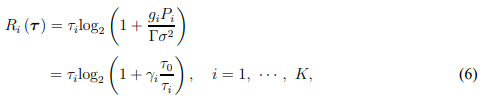 R_i (τ) = τ_i log_2 (1 + g_i P_i / Γσ^2)
= τ_i log_2 (1 + γ_i τ_0 / τ_i), i = 1, ⋯, K, (6)